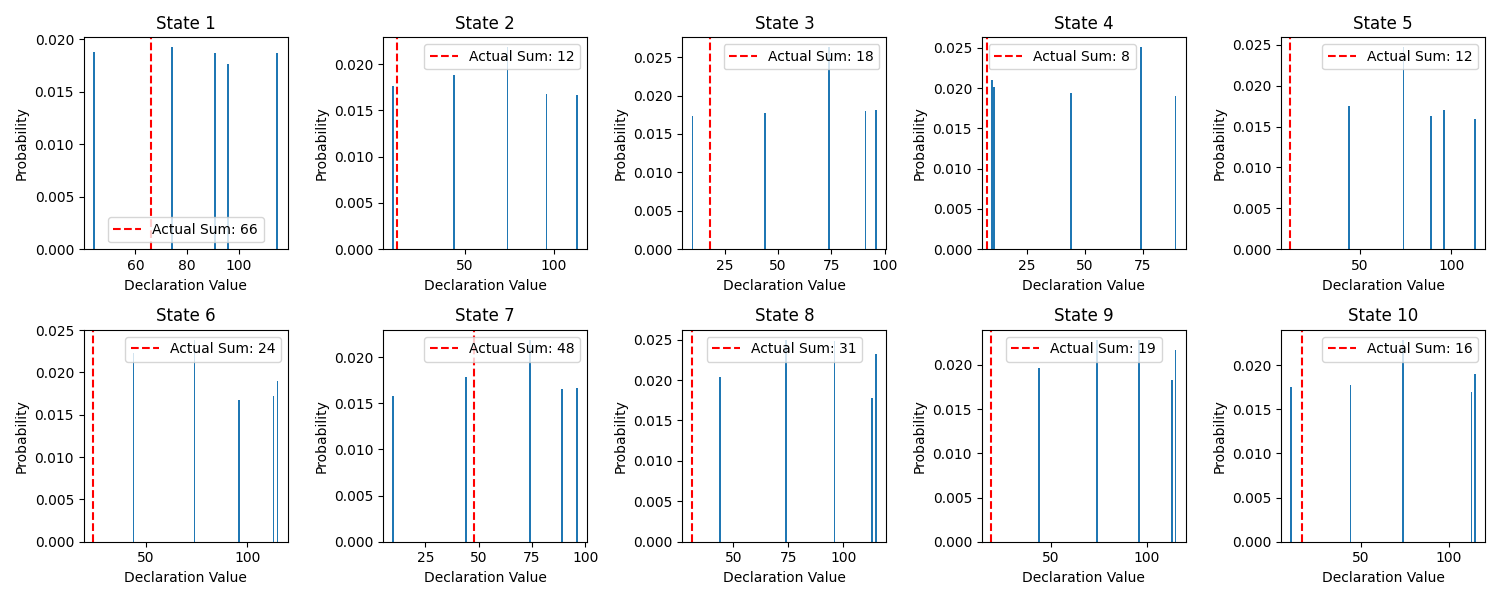 State 1
State 2
State 3
State 4
State 5
Probability
0.020
0.015
0.010
0.005
0.000
Actual Sum: 66
60
80
100
Declaration Value
Probability
0.020
0.015
0.010
0.005
0.000
Actual Sum: 12
50
100
Declaration Value
Probability
0.025
0.020
0.015
0.010
0.005
0.000
Actual Sum: 18
25
50
75
100
Declaration Value
Probability
0.025
0.020
0.015
0.010
0.005
0.000
Actual Sum: 8
25
50
75
Declaration Value
Probability
0.025
0.020
0.015
0.010
0.005
0.000
Actual Sum: 12
50
100
Declaration Value
State 6
State 7
State 8
State 9
State 10
Probability
0.025
0.020
0.015
0.010
0.005
0.000
Actual Sum: 24
50
100
Declaration Value
Probability
0.020
0.015
0.010
0.005
0.000
Actual Sum: 48
25
50
75
100
Declaration Value
Probability
0.025
0.020
0.015
0.010
0.005
0.000
Actual Sum: 31
50
75
100
Declaration Value
Probability
0.020
0.015
0.010
0.005
0.000
Actual Sum: 19
50
100
Declaration Value
Probability
0.020
0.015
0.010
0.005
0.000
Actual Sum: 16
50
100
Declaration Value